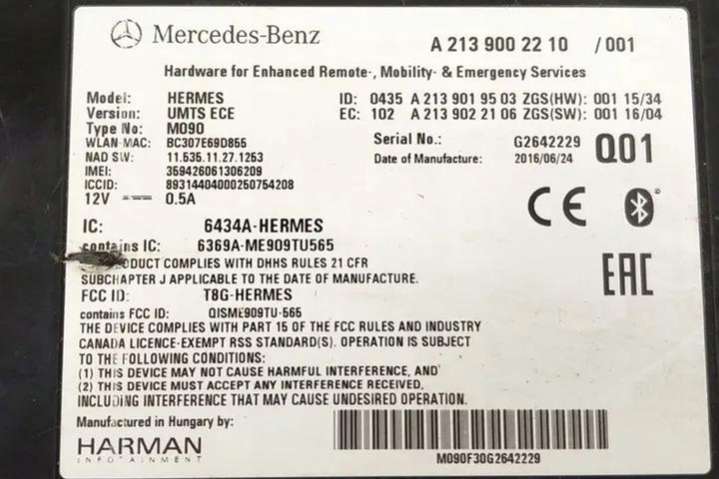 Mercedes-Benz
A 213 900 22 10 / 001
Hardware for Enhanced Remote-, Mobility- & Emergency Services
Model: HERMES
ID: 0435 A 213 901 95 03 ZGS(HW): 001 15/34
Version: UMTS ECE
EC: 102 A 213 902 21 06 ZGS(SW): 001 16/04
Type No: M090
WLAN-MAC: BC307E69D855
Serial No.: G2642229
NAD SW: 11.535.11.27.1253
Date of Manufacture: 2016/06/24
Q01
IMEI: 359426061306209
ICCID: 89314404000250754208
12V 0.5A
CE
IC: 6434A-HERMES
contains IC: 6369A-ME909TU565
ODUCT COMPLIES WITH DHHS RULES 21 CFR
SUBCHAPTER J APPLICABLE TO THE DATE OF MANUFACTURE.
EAC
FCC ID: T8G-HERMES
contains FCC ID: QISME909TU-565
THE DEVICE COMPLIES WITH PART 15 OF THE FCC RULES AND INDUSTRY
CANADA LICENCE-EXEMPT RSS STANDARD(S). OPERATION IS SUBJECT
TO THE FOLLOWING CONDITIONS:
(1) THIS DEVICE MAY NOT CAUSE HARMFUL INTERFERENCE, AND
(2) THIS DEVICE MUST ACCEPT ANY INTERFERENCE RECEIVED,
INCLUDING INTERFERENCE THAT MAY CAUSE UNDESIRED OPERATION.
Manufactured in Hungary by:
HARMAN
INFOTAINMENT
M090F30G2642229